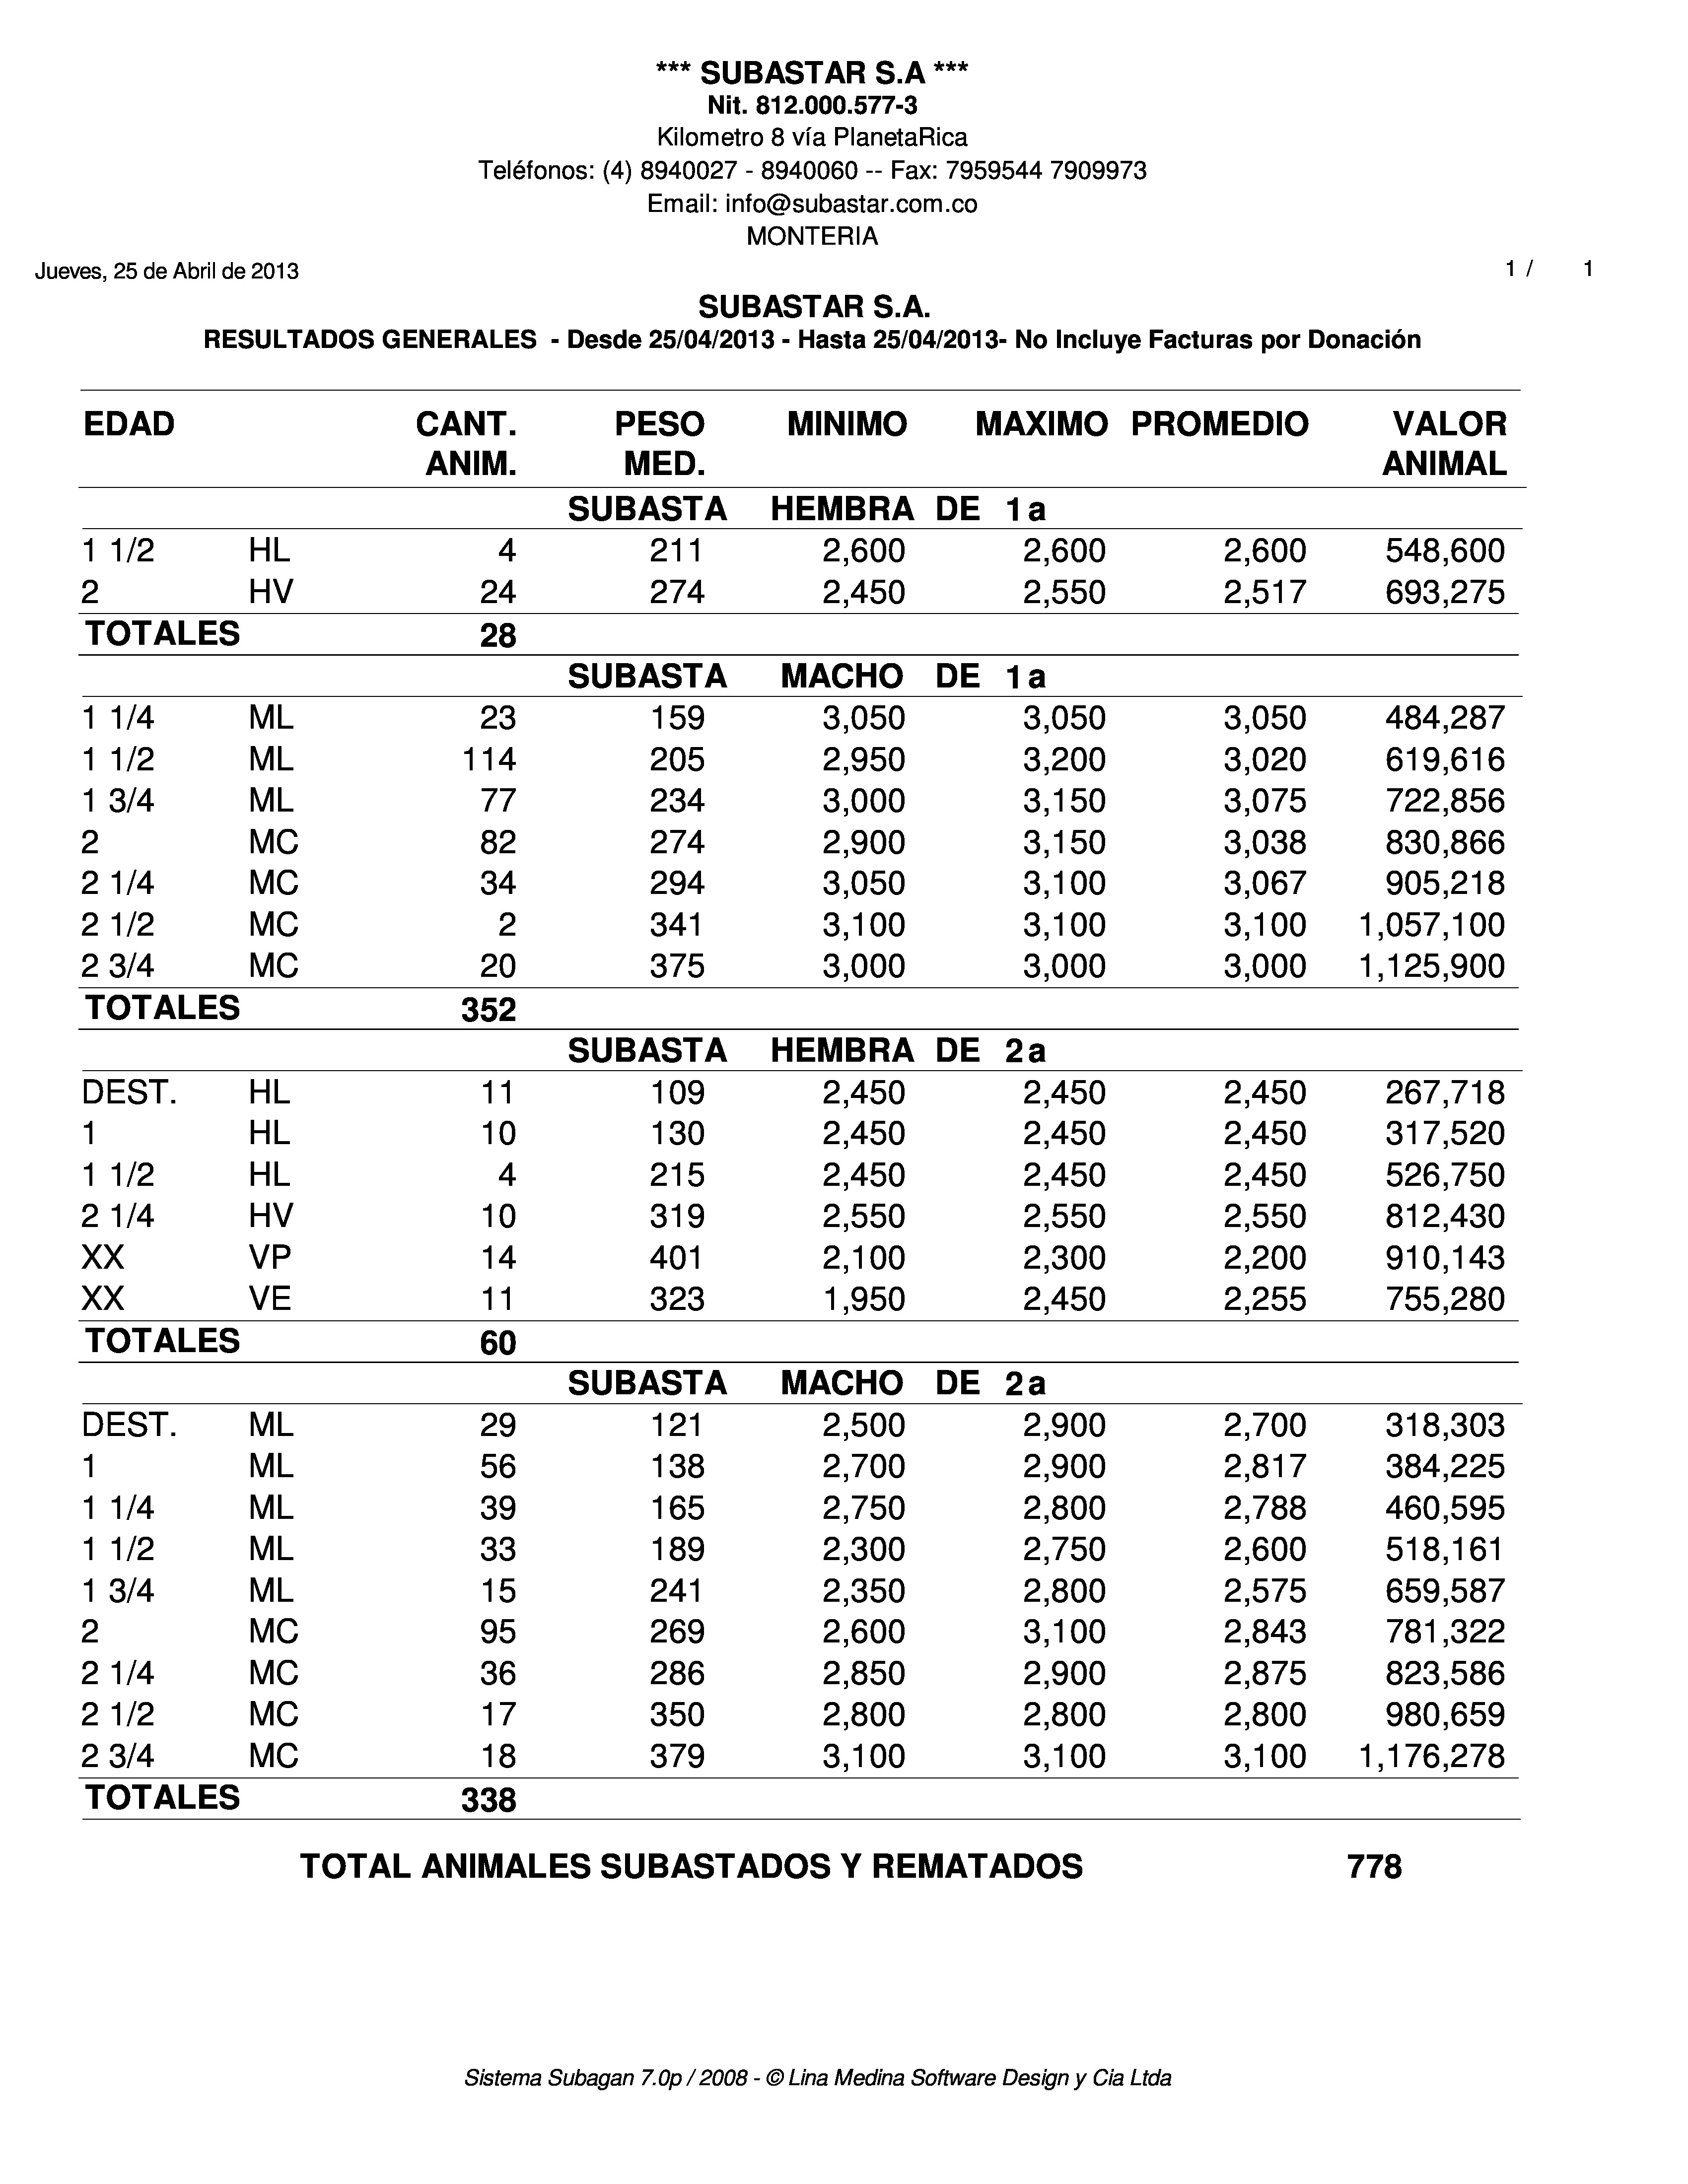 *** SUBASTAR S.A ***
Nit. 812.000.577-3
Kilometro 8 vía PlanetaRica
Teléfonos: (4) 8940027 - 8940060 -- Fax: 7959544 7909973
Email: info@subastar.com.co
MONTERIA
Jueves, 25 de Abril de 2013 1 / 1
SUBASTAR S.A.
RESULTADOS GENERALES - Desde 25/04/2013 - Hasta 25/04/2013- No Incluye Facturas por Donación
EDAD CANT. PESO MINIMO MAXIMO PROMEDIO VALOR
ANIM. MED. ANIMAL
SUBASTA HEMBRA DE 1a
1 1/2 HL 4 211 2,600 2,600 2,600 548,600
2 HV 24 274 2,450 2,550 2,517 693,275
TOTALES 28
SUBASTA MACHO DE 1a
1 1/4 ML 23 159 3,050 3,050 3,050 484,287
1 1/2 ML 114 205 2,950 3,200 3,020 619,616
1 3/4 ML 77 234 3,000 3,150 3,075 722,856
2 MC 82 274 2,900 3,150 3,038 830,866
2 1/4 MC 34 294 3,050 3,100 3,067 905,218
2 1/2 MC 2 341 3,100 3,100 3,100 1,057,100
2 3/4 MC 20 375 3,000 3,000 3,000 1,125,900
TOTALES 352
SUBASTA HEMBRA DE 2a
DEST. HL 11 109 2,450 2,450 2,450 267,718
1 HL 10 130 2,450 2,450 2,450 317,520
1 1/2 HL 4 215 2,450 2,450 2,450 526,750
2 1/4 HV 10 319 2,550 2,550 2,550 812,430
XX VP 14 401 2,100 2,300 2,200 910,143
XX VE 11 323 1,950 2,450 2,255 755,280
TOTALES 60
SUBASTA MACHO DE 2a
DEST. ML 29 121 2,500 2,900 2,700 318,303
1 ML 56 138 2,700 2,900 2,817 384,225
1 1/4 ML 39 165 2,750 2,800 2,788 460,595
1 1/2 ML 33 189 2,300 2,750 2,600 518,161
1 3/4 ML 15 241 2,350 2,800 2,575 659,587
2 MC 95 269 2,600 3,100 2,843 781,322
2 1/4 MC 36 286 2,850 2,900 2,875 823,586
2 1/2 MC 17 350 2,800 2,800 2,800 980,659
2 3/4 MC 18 379 3,100 3,100 3,100 1,176,278
TOTALES 338
TOTAL ANIMALES SUBASTADOS Y REMATADOS 778
Sistema Subagan 7.0p / 2008 - © Lina Medina Software Design y Cia Ltda